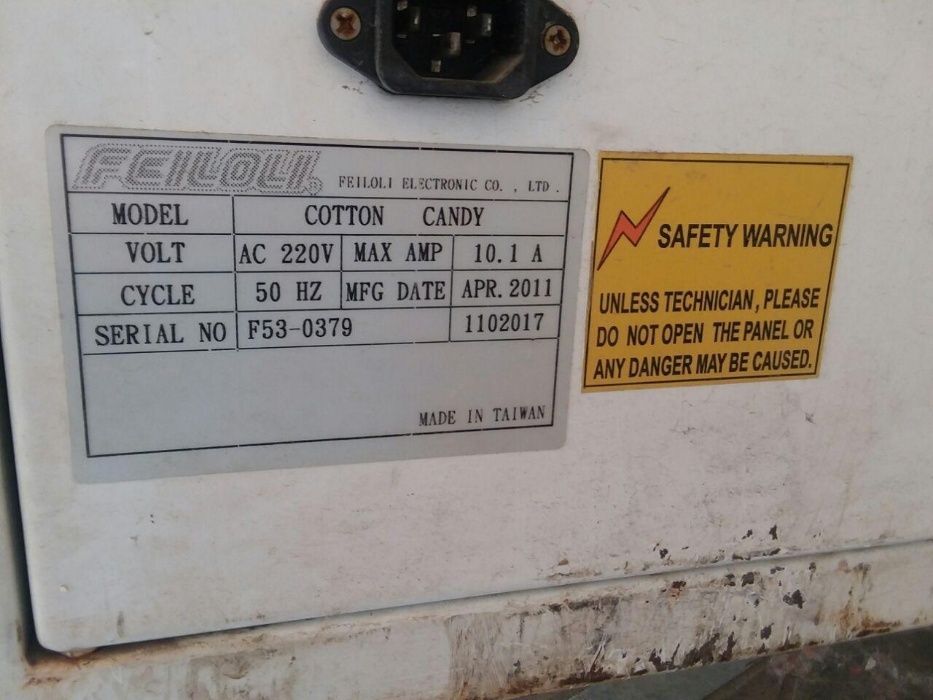 FEILOLI® FEILOLI ELECTRONIC CO., LTD.
MODEL COTTON CANDY
VOLT AC 220V MAX AMP 10.1 A
CYCLE 50 HZ MFG DATE APR.2011
SERIAL NO F53-0379 1102017
MADE IN TAIWAN
SAFETY WARNING
UNLESS TECHNICIAN, PLEASE
DO NOT OPEN THE PANEL OR
ANY DANGER MAY BE CAUSED.